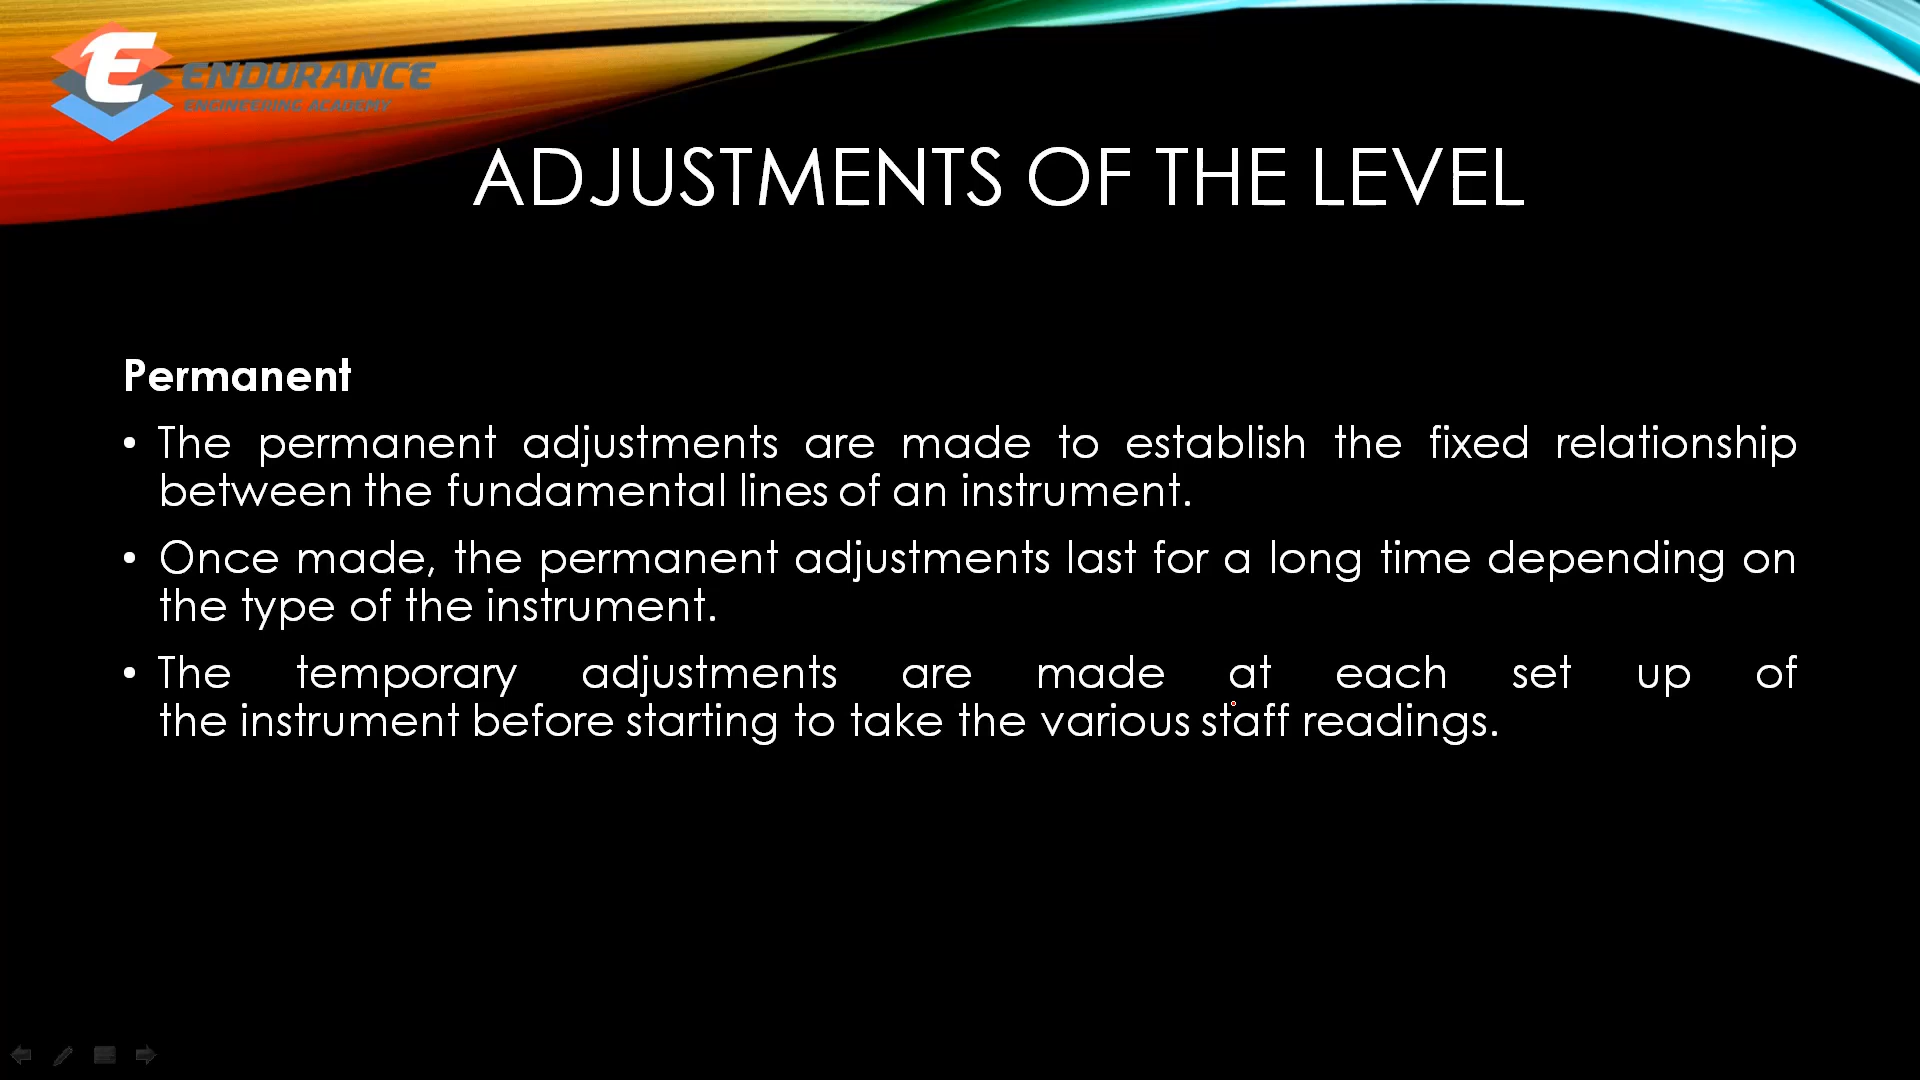 ENDURANCE
ENGINEERING ACADEMY
ADJUSTMENTS OF THE LEVEL
Permanent
• The permanent adjustments are made to establish the fixed relationship
between the fundamental lines of an instrument.
• Once made, the permanent adjustments last for a long time depending on
the type of the instrument.
• The temporary adjustments are made at each set up of
the instrument before starting to take the various staff readings.